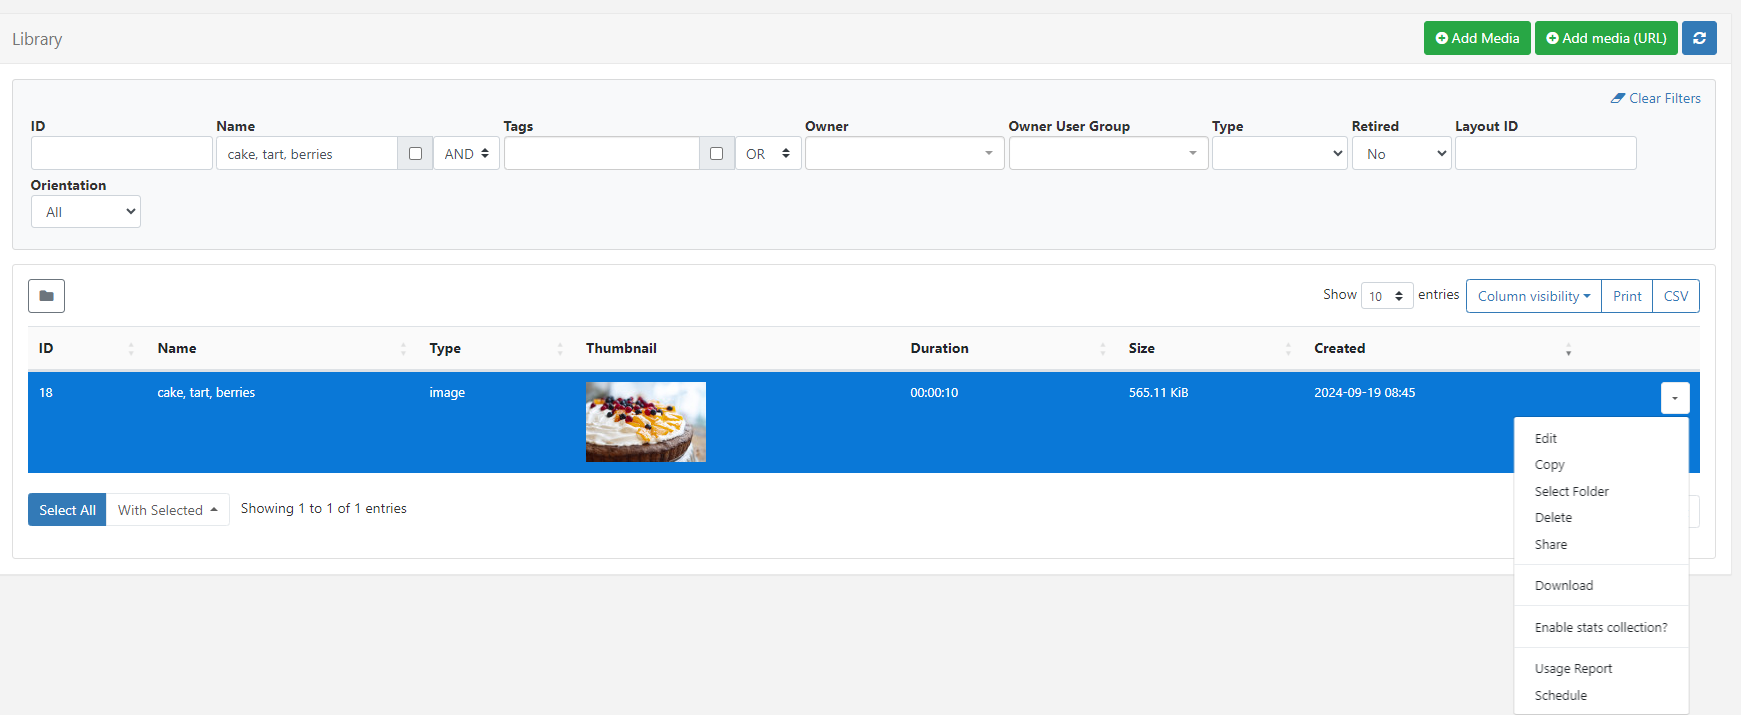 Library
Add Media
Add media (URL)
Clear Filters
ID
Name
Tags
Owner
Owner User Group
Type
Retired
Layout ID
cake, tart, berries
AND
OR
No
Orientation
All
Show 10 entries
Column visibility
Print
CSV
ID
Name
Type
Thumbnail
Duration
Size
Created
18
cake, tart, berries
image
00:00:10
565.11 KiB
2024-09-19 08:45
Edit
Copy
Select Folder
Delete
Share
Download
Enable stats collection?
Usage Report
Schedule
Select All
With Selected
Showing 1 to 1 of 1 entries